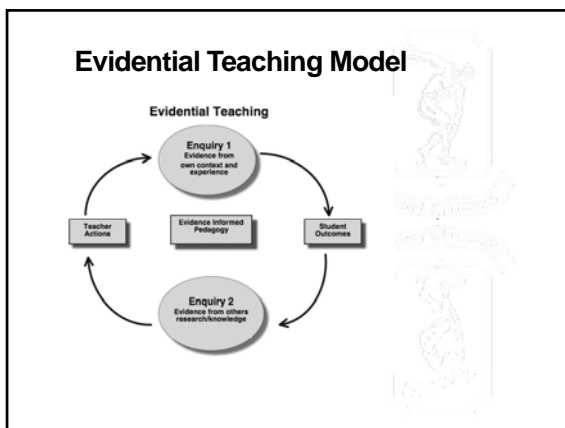 Evidential Teaching Model
Evidential Teaching
Enquiry 1
Evidence from
own context and
experience
Teacher
Actions
Evidence Informed
Pedagogy
Student
Outcomes
Enquiry 2
Evidence from others
research/knowledge